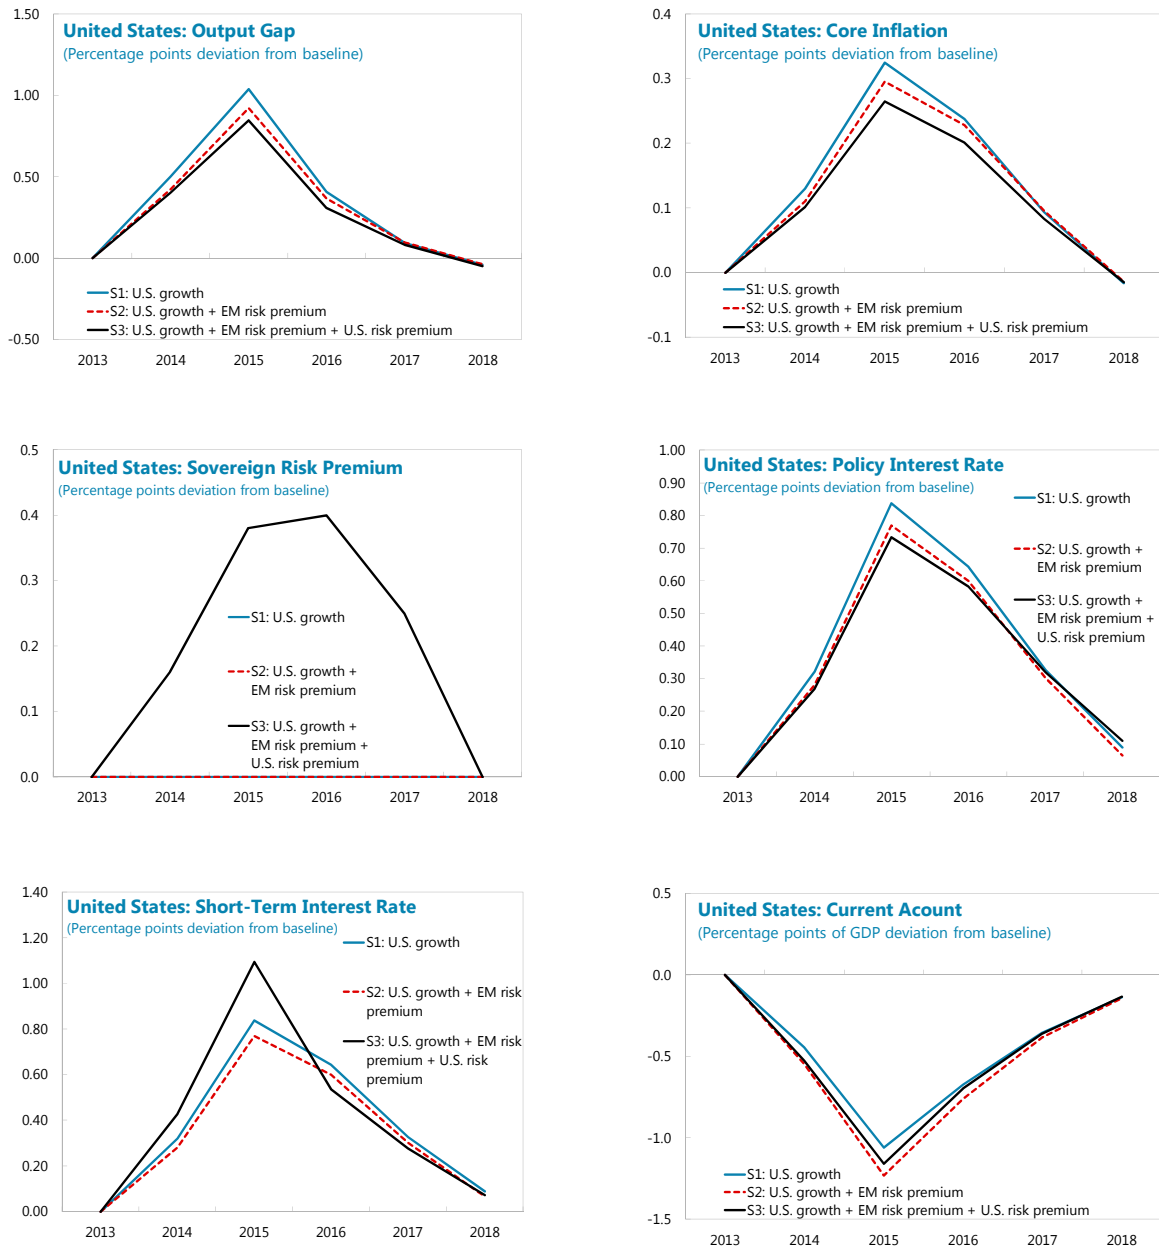 United States: Output Gap
(Percentage points deviation from baseline)
1.50
1.00
0.50
0.00
-0.50
S1: U.S. growth
S2: U.S. growth + EM risk premium
S3: U.S. growth + EM risk premium + U.S. risk premium
2013 2014 2015 2016 2017 2018
United States: Core Inflation
(Percentage points deviation from baseline)
0.4
0.3
0.2
0.1
0.0
-0.1
S1: U.S. growth
S2: U.S. growth + EM risk premium
S3: U.S. growth + EM risk premium + U.S. risk premium
2013 2014 2015 2016 2017 2018
United States: Sovereign Risk Premium
(Percentage points deviation from baseline)
0.5
0.4
0.3
0.2
0.1
0.0
S1: U.S. growth
S2: U.S. growth +
EM risk premium
S3: U.S. growth +
EM risk premium +
U.S. risk premium
2013 2014 2015 2016 2017 2018
United States: Policy Interest Rate
(Percentage points deviation from baseline)
1.00
0.90
0.80
0.70
0.60
0.50
0.40
0.30
0.20
0.10
0.00
S1: U.S. growth
S2: U.S. growth +
EM risk premium
S3: U.S. growth +
EM risk premium +
U.S. risk premium
2013 2014 2015 2016 2017 2018
United States: Short-Term Interest Rate
(Percentage points deviation from baseline)
1.40
1.20
1.00
0.80
0.60
0.40
0.20
0.00
S1: U.S. growth
S2: U.S. growth + EM risk
premium
S3: U.S. growth + EM risk
premium + U.S. risk
premium
2013 2014 2015 2016 2017 2018
United States: Current Acount
(Percentage points of GDP deviation from baseline)
0.5
0.0
-0.5
-1.0
-1.5
S1: U.S. growth
S2: U.S. growth + EM risk premium
S3: U.S. growth + EM risk premium + U.S. risk premium
2013 2014 2015 2016 2017 2018